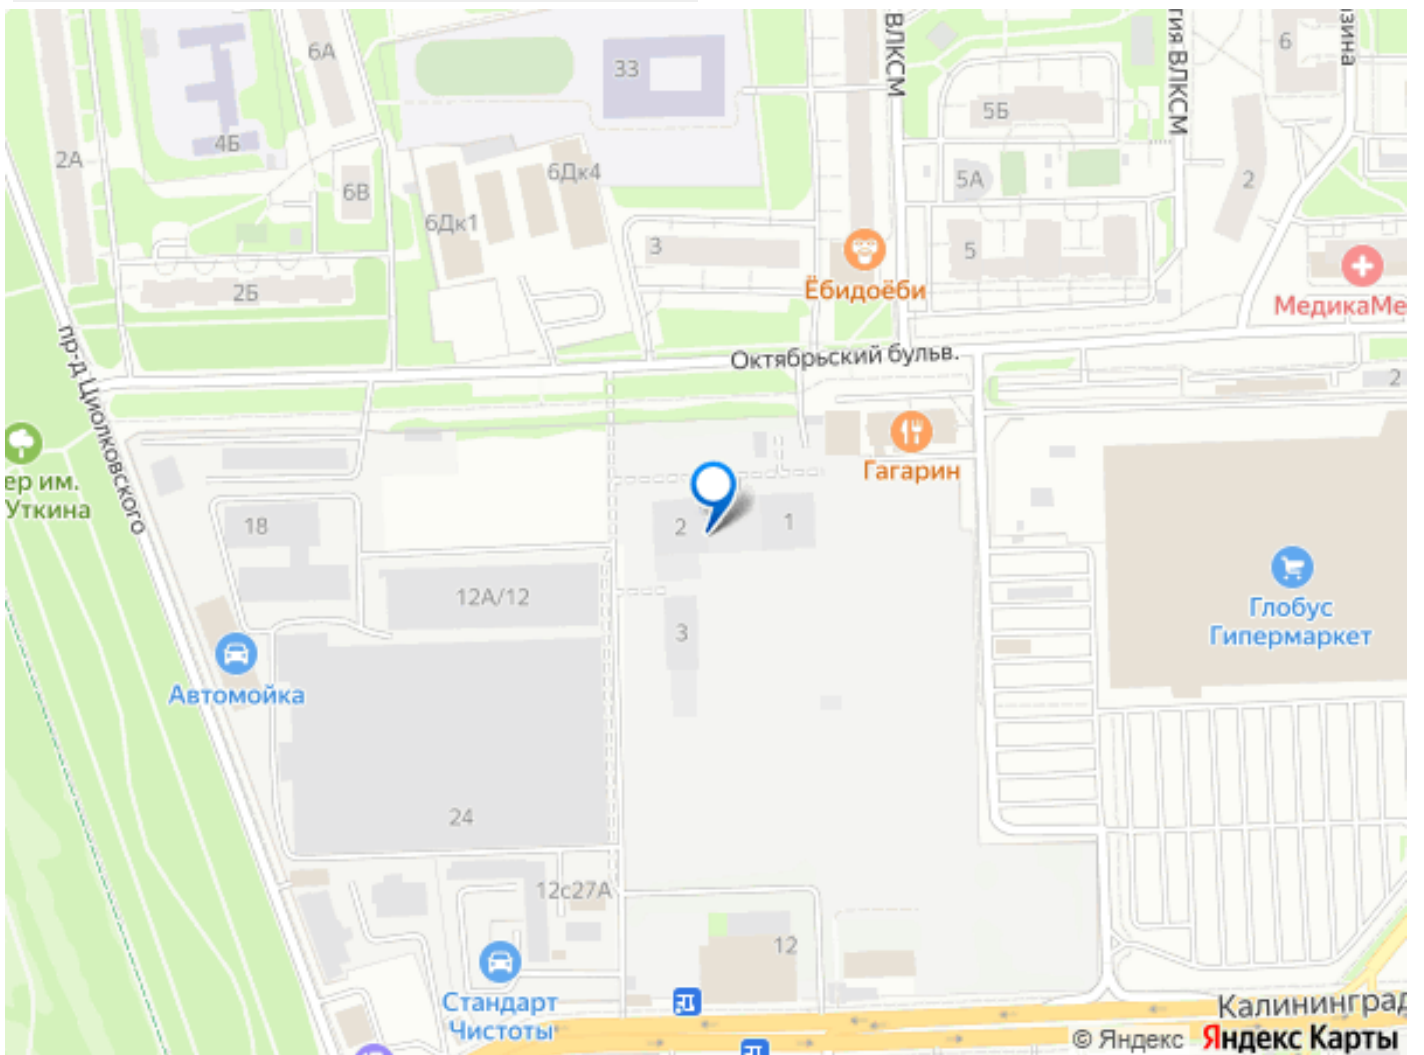 ВЛКСМ
гия ВЛКСМ
зина
6А
33
6
5Б
4Б
2А
6Дк4
5А
2
6В
6Дк1
3
5
2Б
Ёбидоёби
МедикаМе
Октябрьский бульв.
2
пр-д Циолковского
Гагарин
ер им.
Уткина
18
2
1
12А/12
Глобус
Гипермаркет
3
Автомойка
24
12с27А
12
Стандарт
Чистоты
Калининград
© Яндекс Яндекс Карты